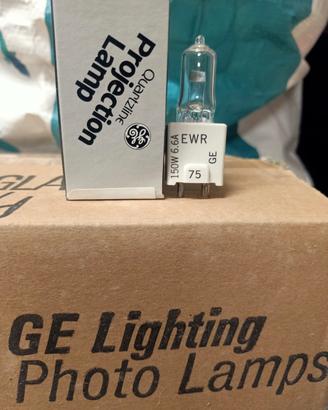 Quartzline
Projection
Lamp
GE
EWR
150W 6.6A
GE
75
GE Lighting
Photo Lamps